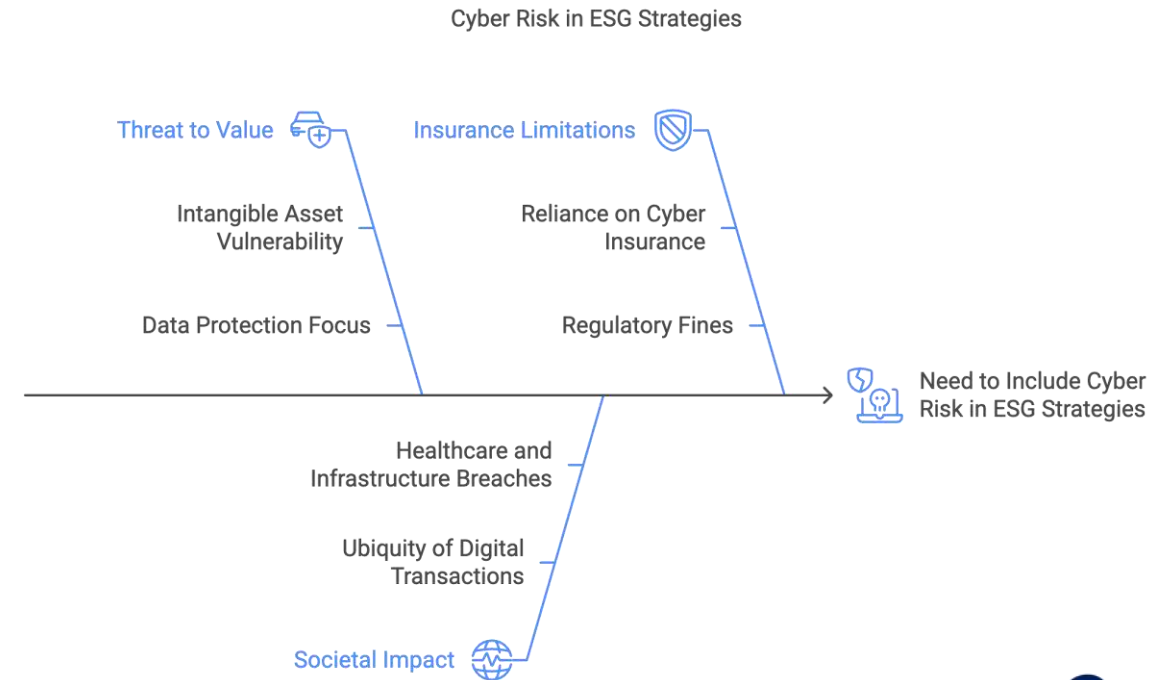 Cyber Risk in ESG Strategies
Threat to Value
Insurance Limitations
Intangible Asset
Vulnerability
Reliance on Cyber
Insurance
Data Protection Focus
Regulatory Fines
Need to Include Cyber
Risk in ESG Strategies
Healthcare and
Infrastructure Breaches
Ubiquity of Digital
Transactions
Societal Impact